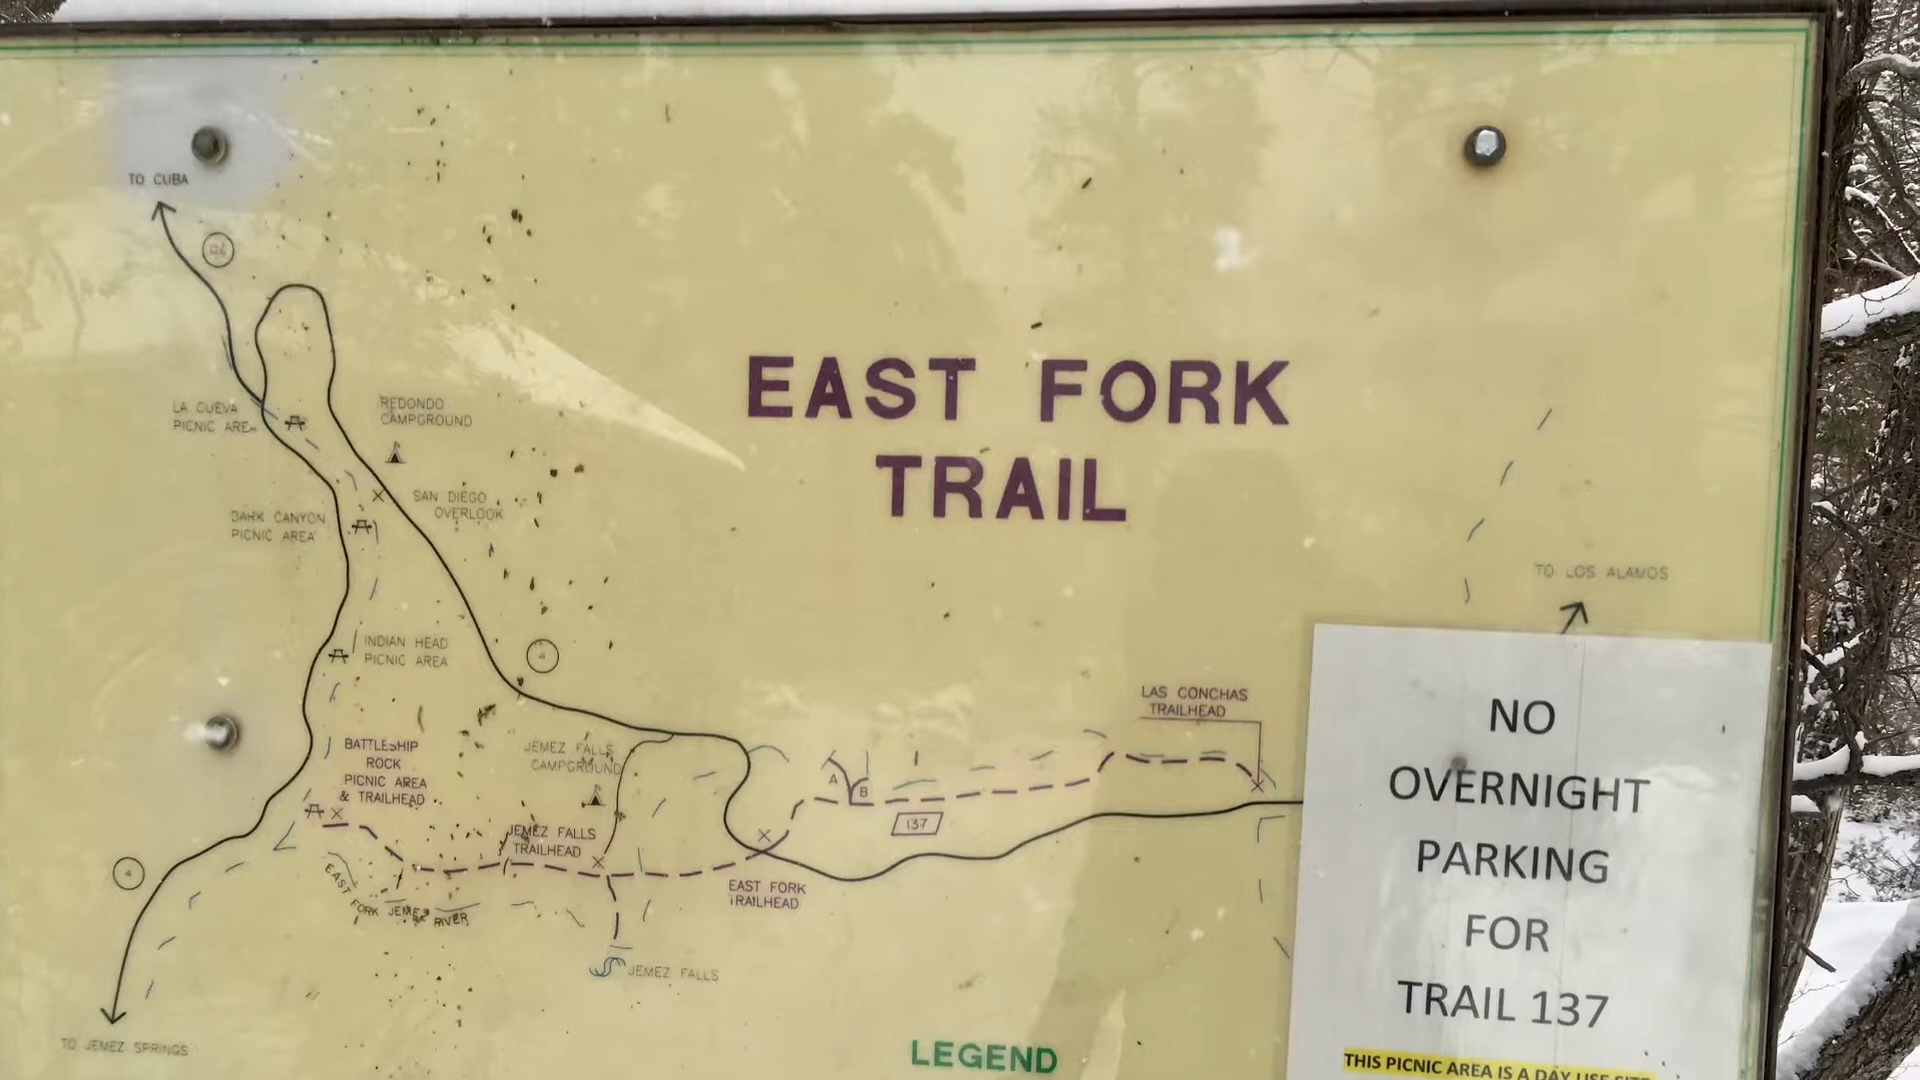 TO CUBA
126
LA CUEVA
PICNIC AREA
REDONDO
CAMPGROUND
SAN DIEGO
OVERLOOK
DARK CANYON
PICNIC AREA
EAST FORK
TRAIL
TO LOS ALAMOS
INDIAN HEAD
PICNIC AREA
4
BATTLESHIP
ROCK
PICNIC AREA
& TRAILHEAD
JEMEZ FALLS
CAMPGROUND
LAS CONCHAS
TRAILHEAD
A
B
137
JEMEZ FALLS
TRAILHEAD
4
EAST FORK JEMEZ RIVER
EAST FORK
TRAILHEAD
JEMEZ FALLS
TO JEMEZ SPRINGS
LEGEND
NO
OVERNIGHT
PARKING
FOR
TRAIL 137
THIS PICNIC AREA IS A DAY USE SITE